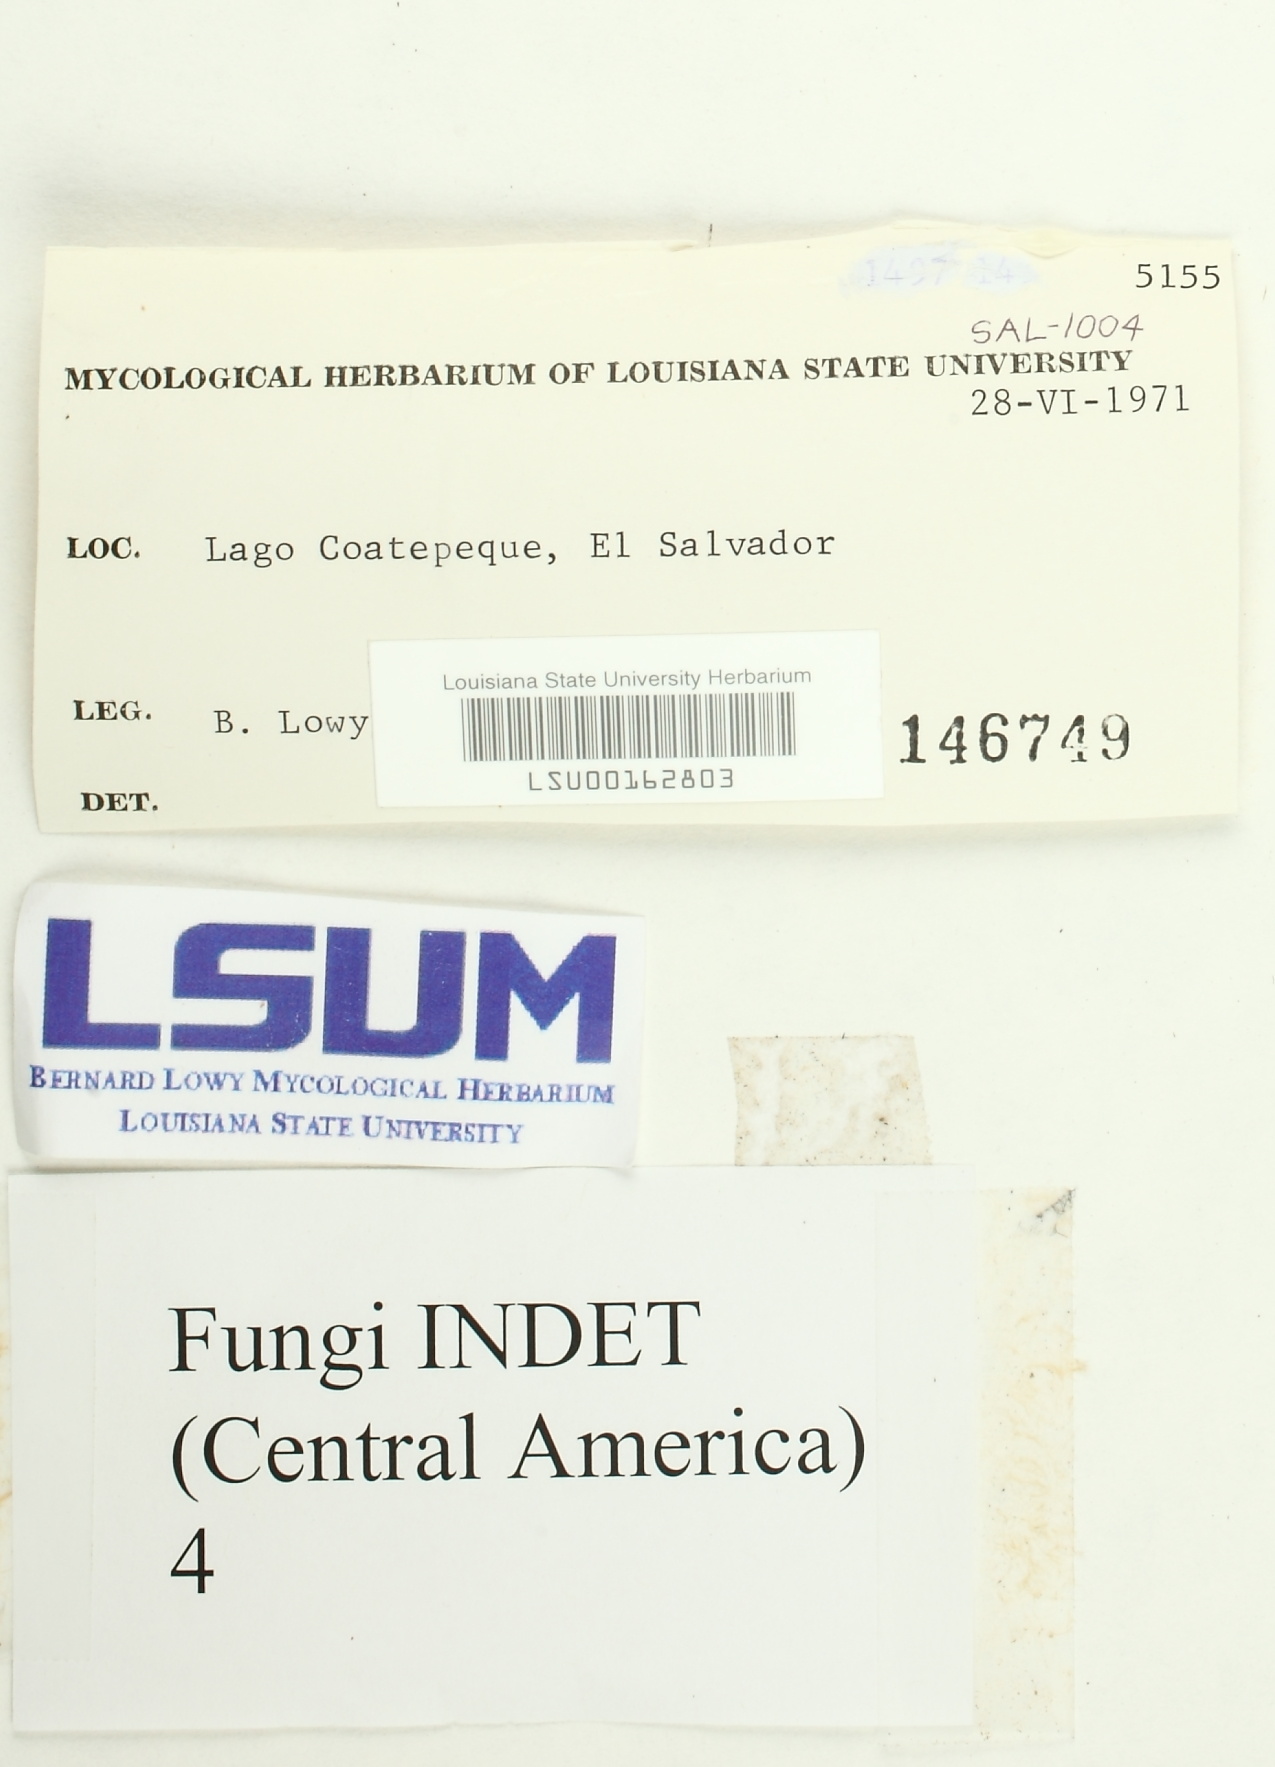 5155
SAL-1004
MYCOLOGICAL HERBARIUM OF LOUISIANA STATE UNIVERSITY
28-VI-1971
LOC. Lago Coatepeque, El Salvador
LEG. B. Lowy
Louisiana State University Herbarium
LSU00162803
146749
DET.
LSUM
BERNARD LOWY MYCOLOGICAL HERBARIUM
LOUISIANA STATE UNIVERSITY
Fungi INDET
(Central America)
4